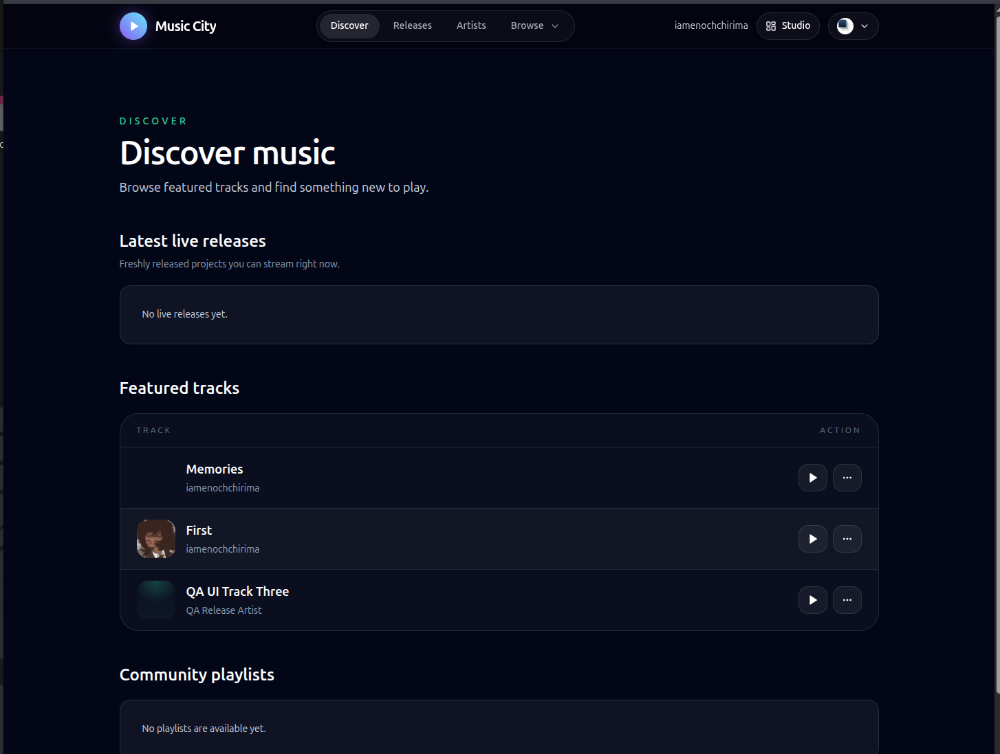 Music City
Discover
Releases
Artists
Browse
iamenochchirima
Studio
DISCOVER
Discover music
Browse featured tracks and find something new to play.
Latest live releases
Freshly released projects you can stream right now.
No live releases yet.
Featured tracks
TRACK
ACTION
Memories
iamenochchirima
First
iamenochchirima
QA UI Track Three
QA Release Artist
Community playlists
No playlists are available yet.